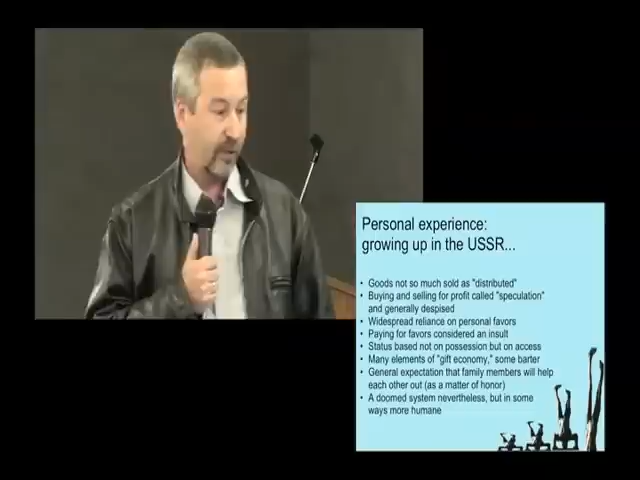 Personal experience:
growing up in the USSR...
• Goods not so much sold as "distributed"
• Buying and selling for profit called "speculation"
and generally despised
• Widespread reliance on personal favors
• Paying for favors considered an insult
• Status based not on possession but on access
• Many elements of "gift economy," some barter
• General expectation that family members will help
each other out (as a matter of honor)
• A doomed system nevertheless, but in some
ways more humane